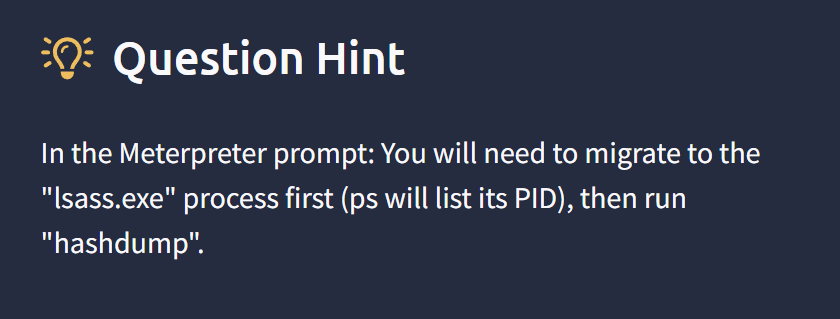 Question Hint
In the Meterpreter prompt: You will need to migrate to the
"lsass.exe" process first (ps will list its PID), then run
"hashdump".